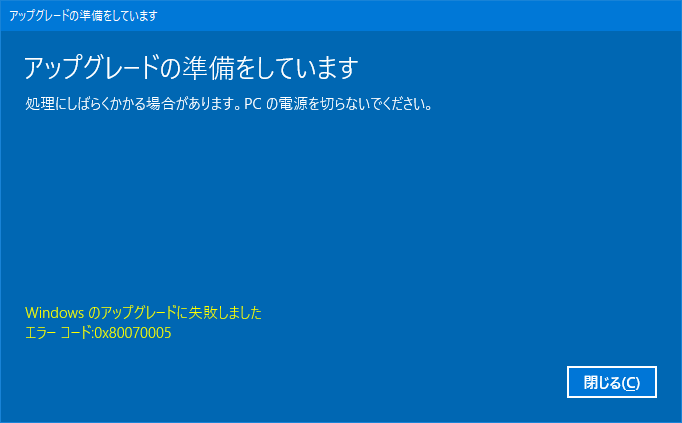 アップグレードの準備をしています
アップグレードの準備をしています
処理にしばらくかかる場合があります。PC の電源を切らないでください。
Windows のアップグレードに失敗しました
エラー コード:0x80070005
閉じる(C)